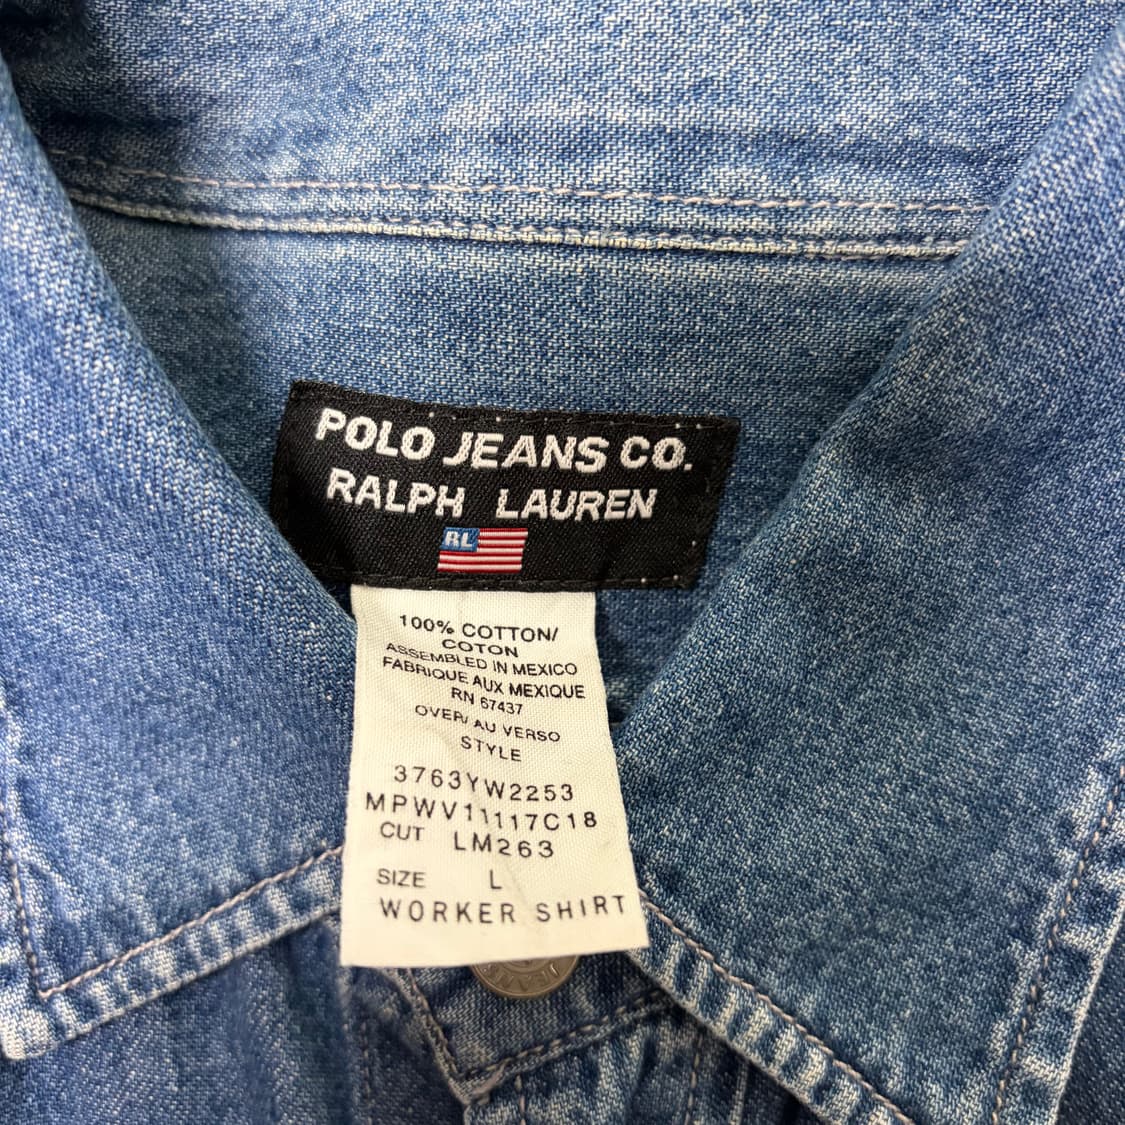 POLO JEANS CO.
RALPH LAUREN
RL
100% COTTON/
COTON
ASSEMBLED IN MEXICO
FABRIQUE AUX MEXIQUE
RN 67437
OVER/ AU VERSO
STYLE
3763YW2253
MPWV11117C18
CUT LM263
SIZE L
WORKER SHIRT